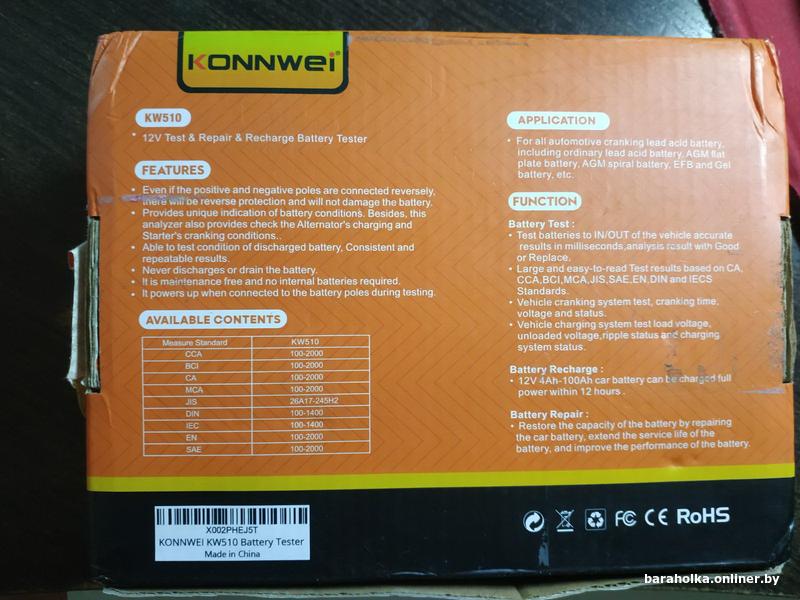 KONNWEI
KW510
12V Test & Repair & Recharge Battery Tester
FEATURES
• Even if the positive and negative poles are connected reversely,
there will be reverse protection and will not damage the battery.
• Provides unique indication of battery conditions. Besides, this
analyzer also provides check the Alternator's charging and
Starter's cranking conditions..
• Able to test condition of discharged battery, Consistent and
repeatable results.
• Never discharges or drain the battery.
• It is maintenance free and no internal batteries required.
• It powers up when connected to the battery poles during testing.
AVAILABLE CONTENTS
Measure Standard KW510
CCA 100-2000
BCI 100-2000
CA 100-2000
MCA 100-2000
JIS 26A17-245H2
DIN 100-1400
IEC 100-1400
EN 100-2000
SAE 100-2000
APPLICATION
• For all automotive cranking lead acid battery,
including ordinary lead acid battery, AGM flat
plate battery, AGM spiral battery, EFB and Gel
battery, etc.
FUNCTION
Battery Test :
• Test batteries to IN/OUT of the vehicle accurate
results in milliseconds,analysis result with Good
or Replace.
• Large and easy-to-read Test results based on CA,
CCA,BCI,MCA,JIS,SAE,EN,DIN and IECS
Standards.
• Vehicle cranking system test, cranking time,
voltage and status.
• Vehicle charging system test load voltage,
unloaded voltage,ripple status and charging
system status.
Battery Recharge :
• 12V 4Ah-100Ah car battery can be charged full
power within 12 hours .
Battery Repair :
• Restore the capacity of the battery by repairing
the car battery, extend the service life of the
battery, and improve the performance of the battery.
X002PHEJ5T
KONNWEI KW510 Battery Tester
Made in China
FC CE RoHS
baraholka.onliner.by